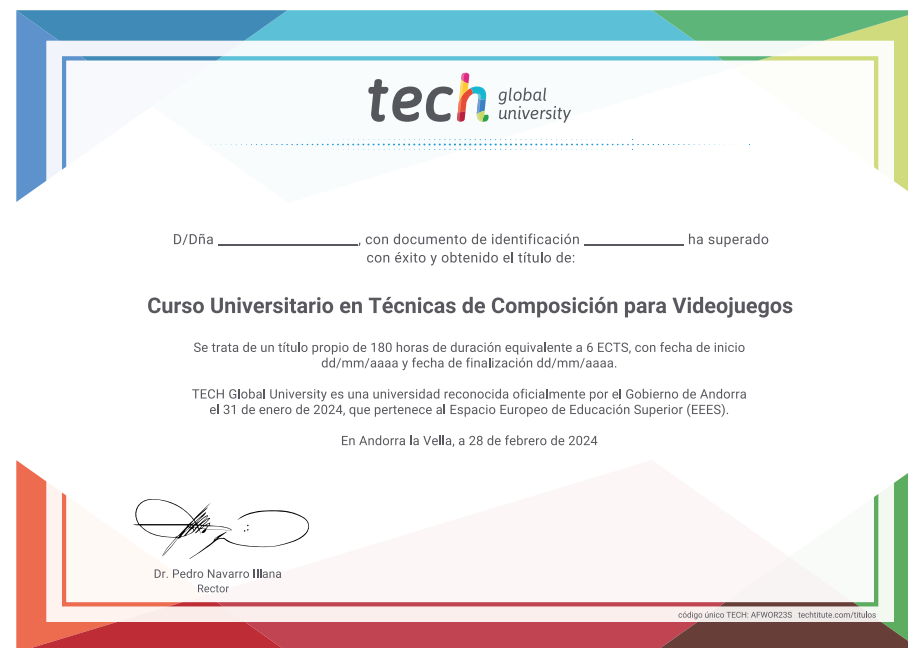 tech global university
D/Dña ______________, con documento de identificación __________ ha superado
con éxito y obtenido el título de:
Curso Universitario en Técnicas de Composición para Videojuegos
Se trata de un título propio de 180 horas de duración equivalente a 6 ECTS, con fecha de inicio
dd/mm/aaaa y fecha de finalización dd/mm/aaaa.
TECH Global University es una universidad reconocida oficialmente por el Gobierno de Andorra
el 31 de enero de 2024, que pertenece al Espacio Europeo de Educación Superior (EEES).
En Andorra la Vella, a 28 de febrero de 2024
Dr. Pedro Navarro Illana
Rector
código único TECH: AFWOR23S techtitute.com/titulos